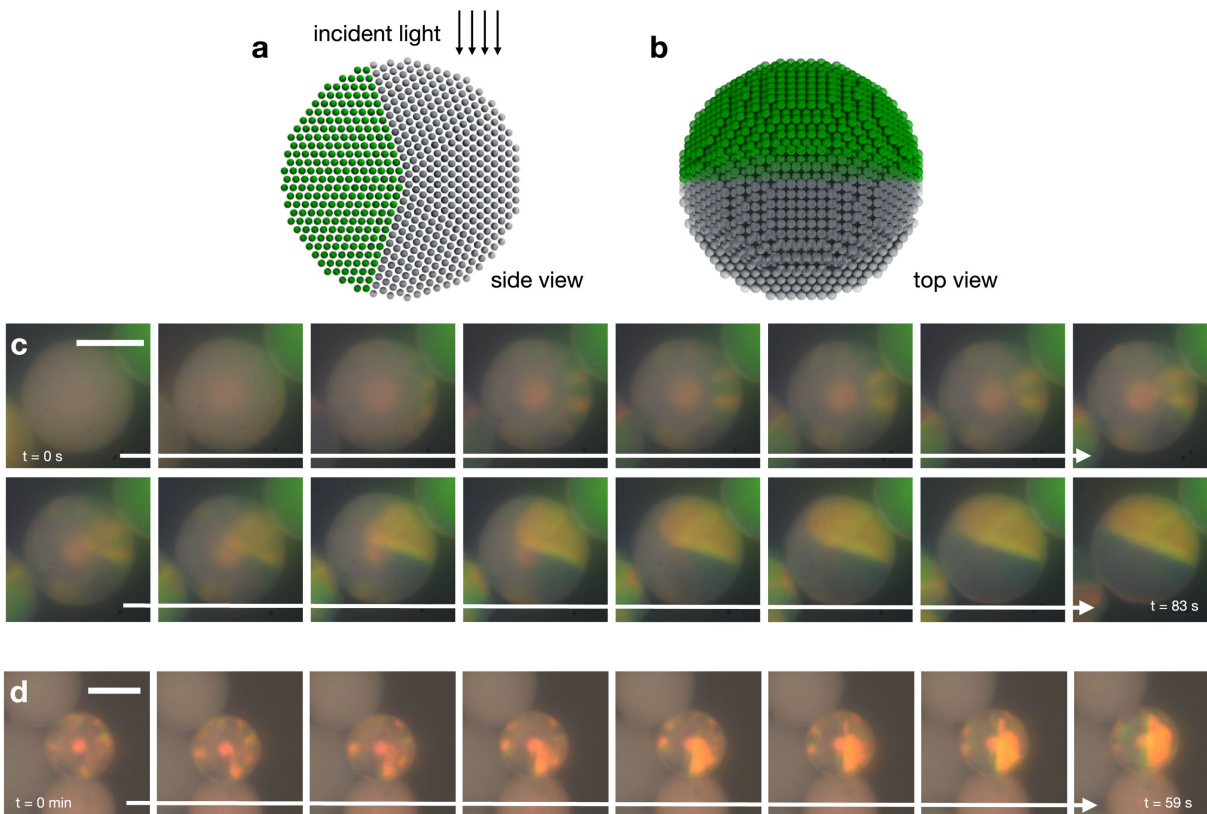 incident light
a
b
side view
top view
c
t = 0 s
t = 83 s
d
t = 0 min
t = 59 s